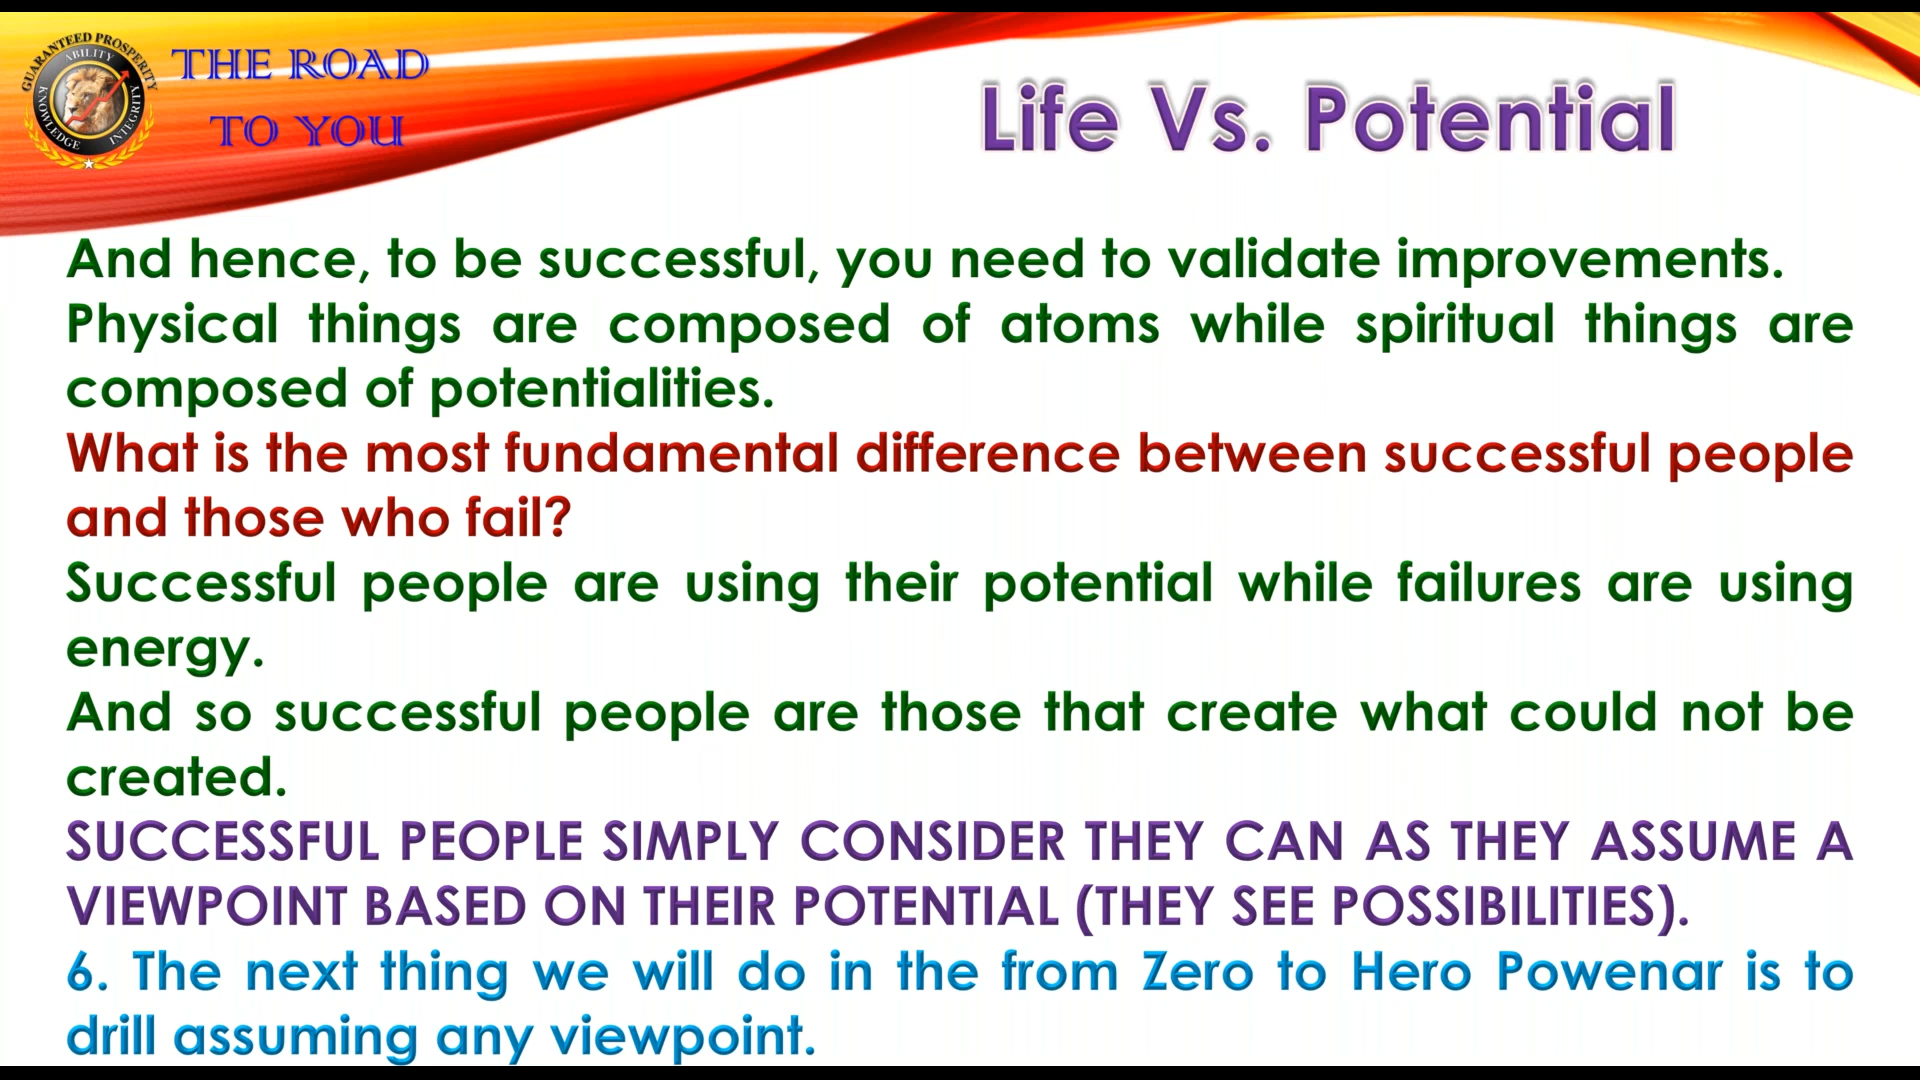 GUARANTEED PROSPERITY
ABILITY
KNOWLEDGE
INTEGRITY
THE ROAD
TO YOU
Life Vs. Potential
And hence, to be successful, you need to validate improvements.
Physical things are composed of atoms while spiritual things are
composed of potentialities.
What is the most fundamental difference between successful people
and those who fail?
Successful people are using their potential while failures are using
energy.
And so successful people are those that create what could not be
created.
SUCCESSFUL PEOPLE SIMPLY CONSIDER THEY CAN AS THEY ASSUME A
VIEWPOINT BASED ON THEIR POTENTIAL (THEY SEE POSSIBILITIES).
6. The next thing we will do in the from Zero to Hero Powenar is to
drill assuming any viewpoint.